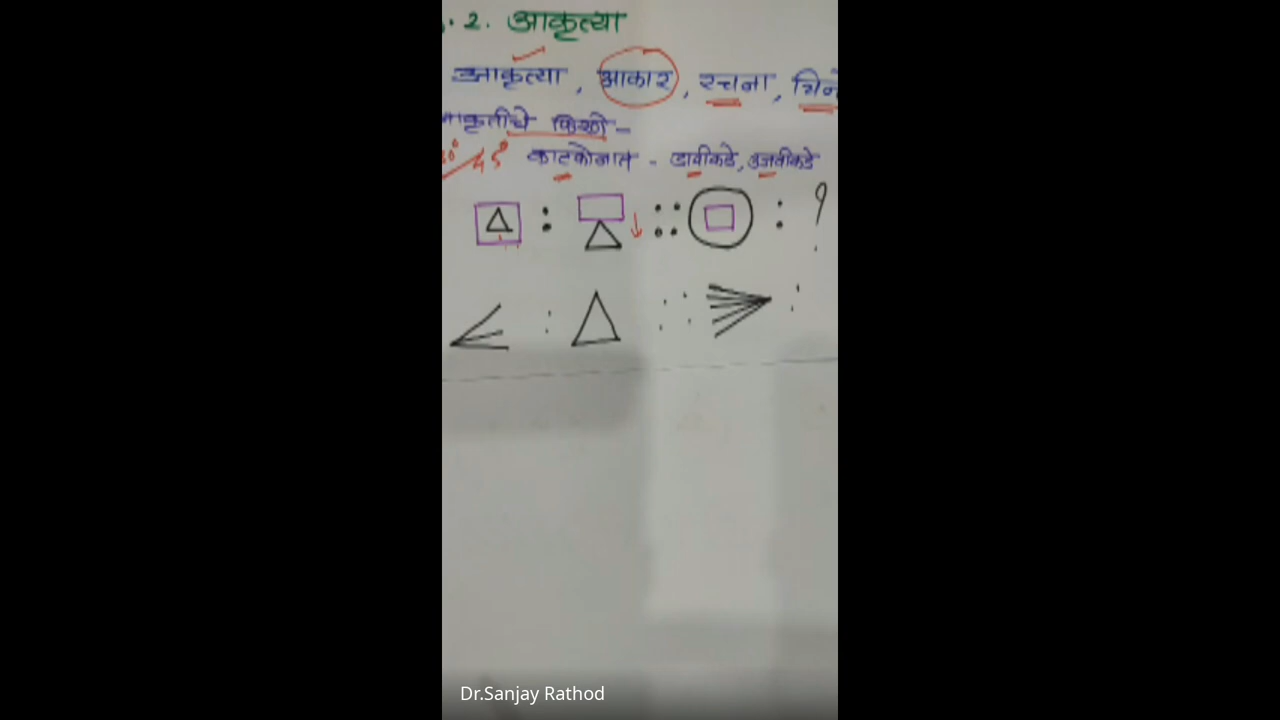 2. आकृत्या
आकृत्या, आकार, रचना,
आकृतीचे फिरणे -
45° काटकोनात - डावीकडे, उजवीकडे
: :: : ?
: :: :
Dr.Sanjay Rathod